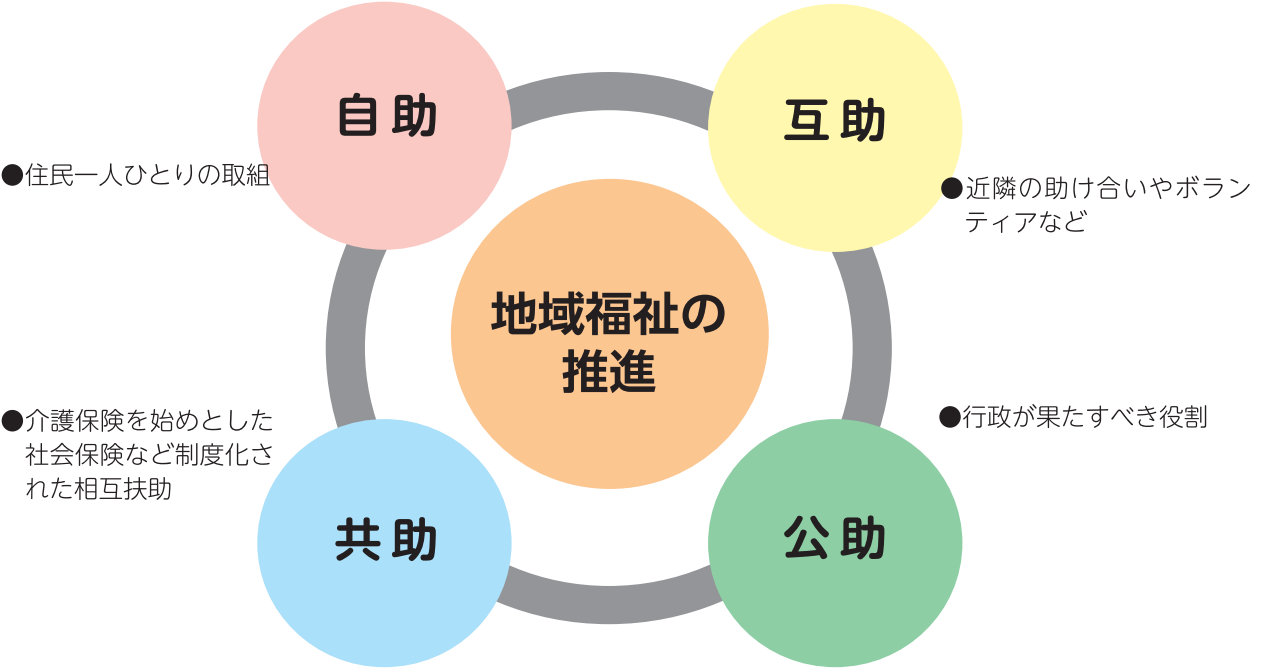 自助
●住民一人ひとりの取組
互助
●近隣の助け合いやボラン
ティアなど
地域福祉の
推進
●介護保険を始めとした
社会保険など制度化さ
れた相互扶助
共助
●行政が果たすべき役割
公助